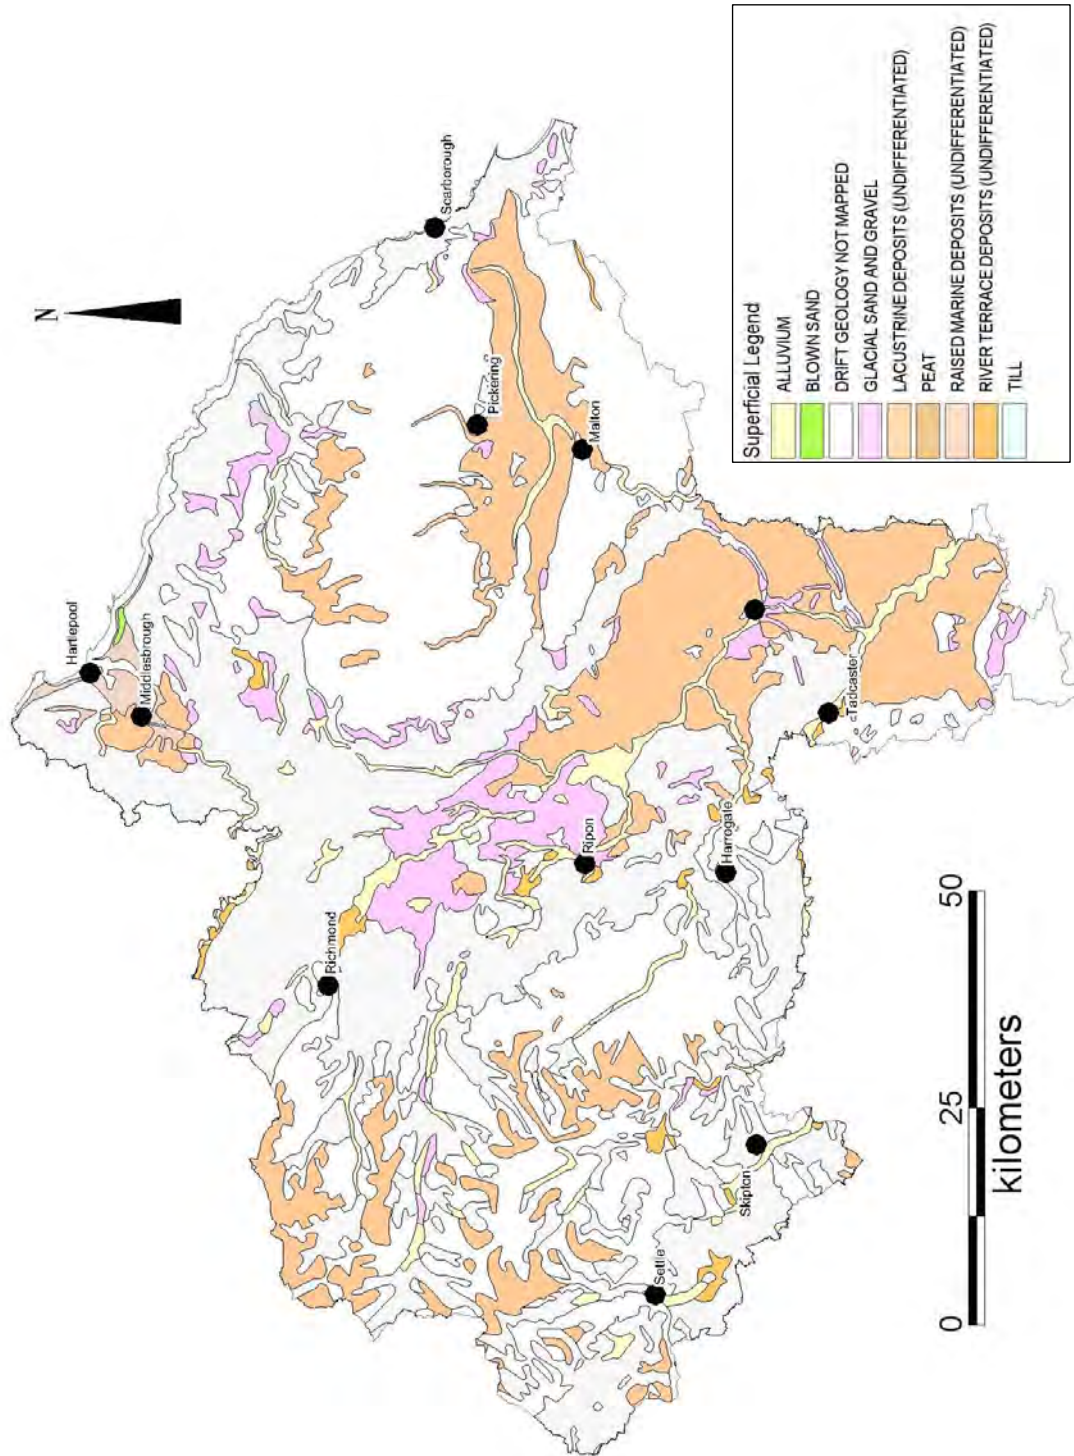 N
Hartlepool
Middlesbrough
Scarborough
Richmond
Pickering
Malton
Ripon
Settle
Harrogate
Skipton
Tadcaster
0 25 50
kilometers
Superficial Legend
ALLUVIUM
BLOWN SAND
DRIFT GEOLOGY NOT MAPPED
GLACIAL SAND AND GRAVEL
LACUSTRINE DEPOSITS (UNDIFFERENTIATED)
PEAT
RAISED MARINE DEPOSITS (UNDIFFERENTIATED)
RIVER TERRACE DEPOSITS (UNDIFFERENTIATED)
TILL